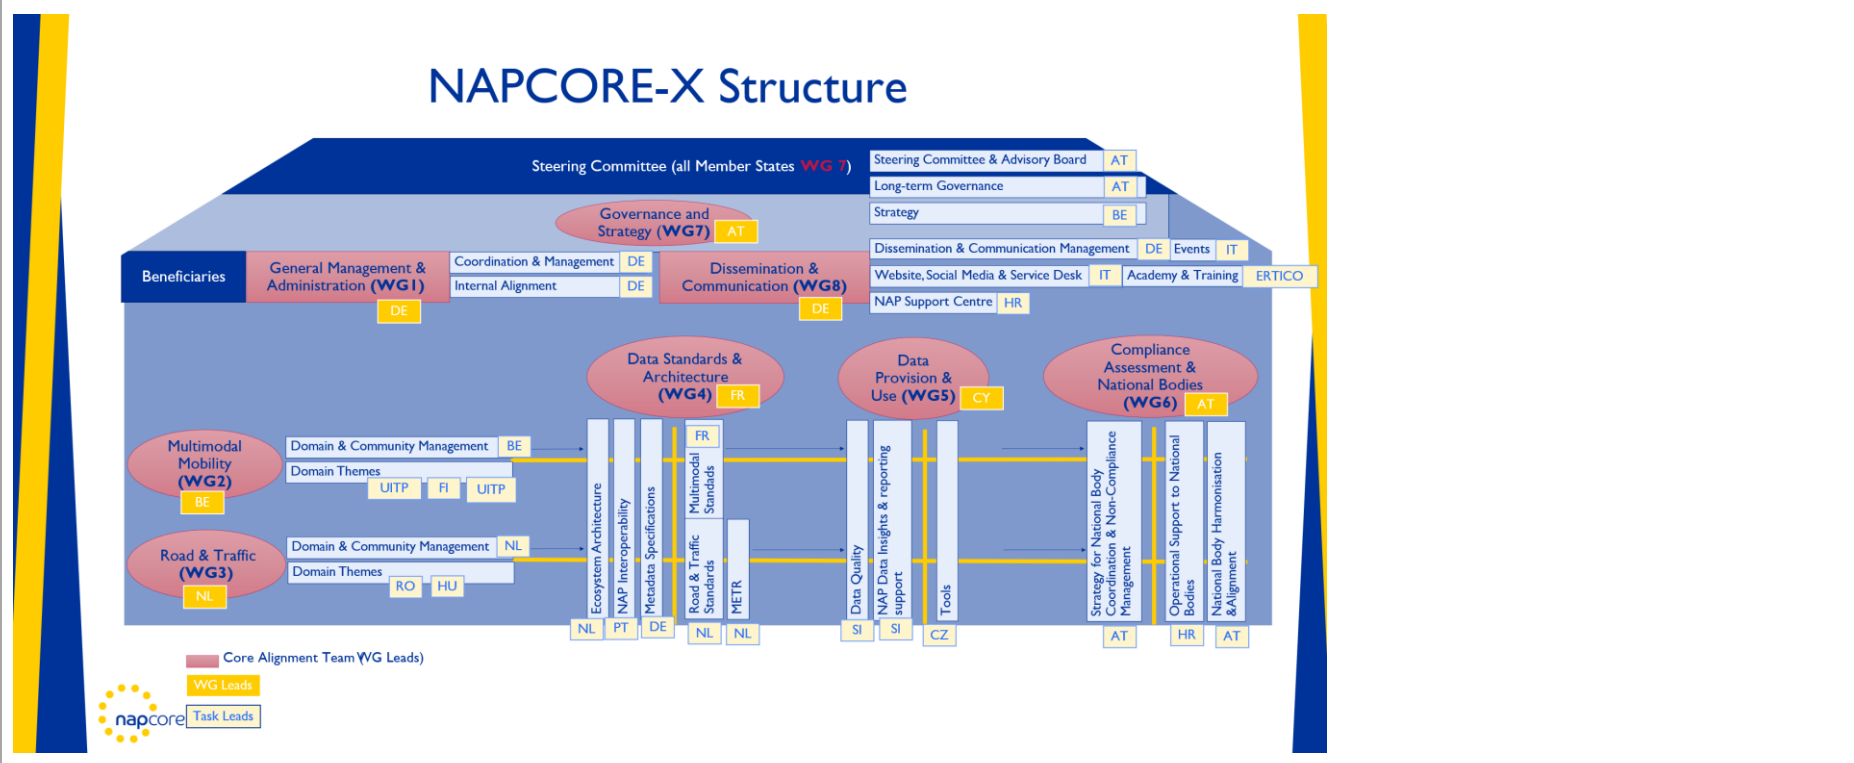 NAPCORE-X Structure
Steering Committee (all Member States WG 7)
Steering Committee & Advisory Board AT
Long-term Governance AT
Strategy BE
Governance and
Strategy (WG7) AT
Beneficiaries
General Management &
Administration (WG1)
DE
Coordination & Management DE
Internal Alignment DE
Dissemination &
Communication (WG8)
DE
Dissemination & Communication Management DE Events IT
Website, Social Media & Service Desk IT Academy & Training ERTICO
NAP Support Centre HR
Data Standards &
Architecture
(WG4) FR
Data
Provision &
Use (WG5) CY
Compliance
Assessment &
National Bodies
(WG6) AT
Multimodal
Mobility
(WG2)
BE
Domain & Community Management BE
Domain Themes
UITP FI UITP
Road & Traffic
(WG3)
NL
Domain & Community Management NL
Domain Themes
RO HU
Ecosystem Architecture
NL
NAP Interoperability
PT
Metadata Specifications
DE
FR
Multimodal
Standads
Road & Traffic
Standards
NL
METR
NL
Data Quality
SI
NAP Data Insights & reporting
support
SI
Tools
CZ
Strategy for National Body
Coordination & Non-Compliance
Management
AT
Operational Support to National
Bodies
HR
National Body Harmonisation
&Alignment
AT
Core Alignment Team (WG Leads)
WG Leads
Task Leads
napcore